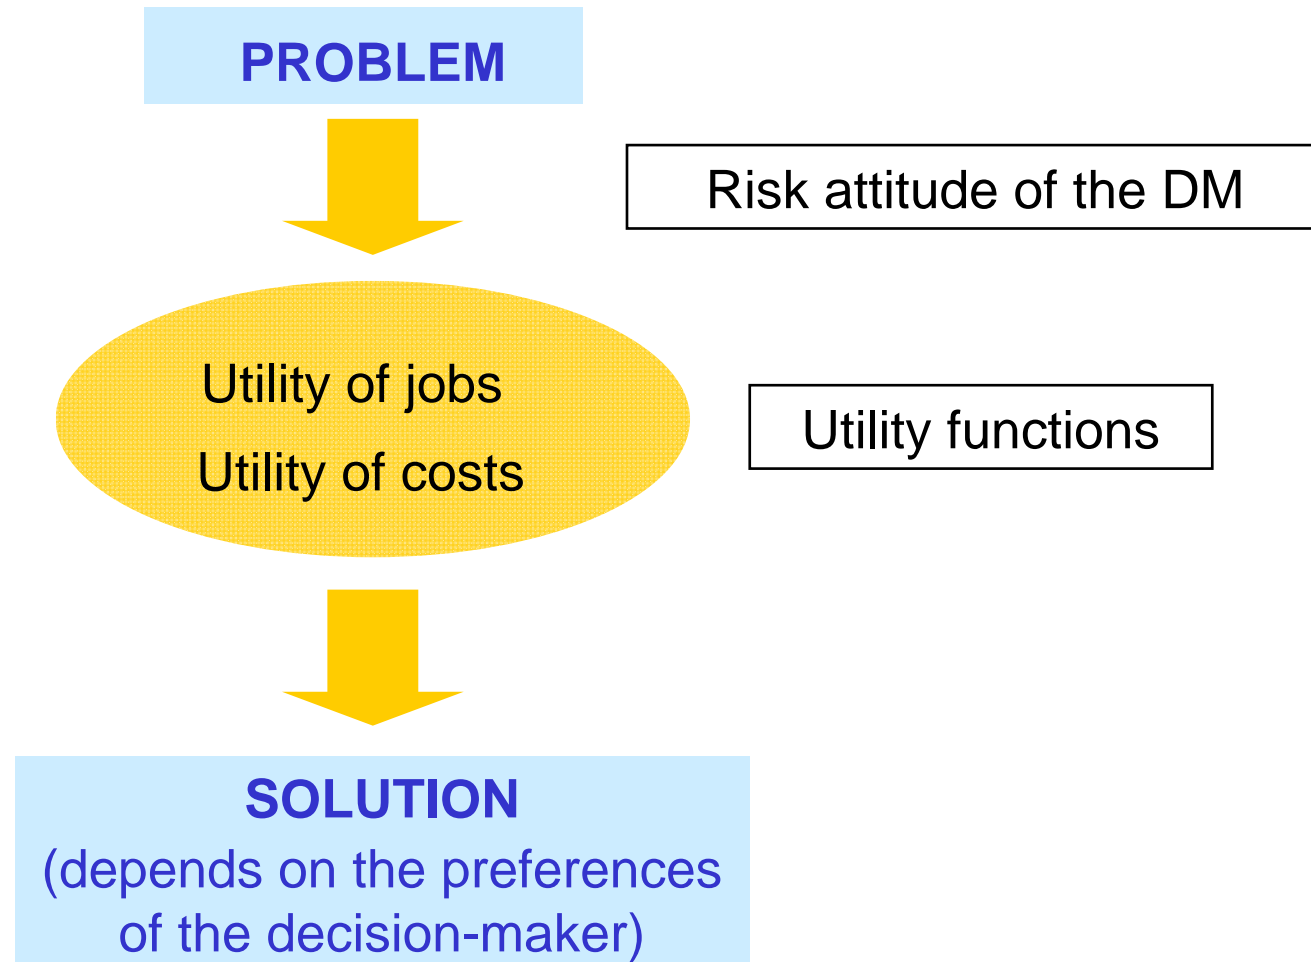 PROBLEM
Risk attitude of the DM
Utility of jobs
Utility of costs
Utility functions
SOLUTION
(depends on the preferences
of the decision-maker)